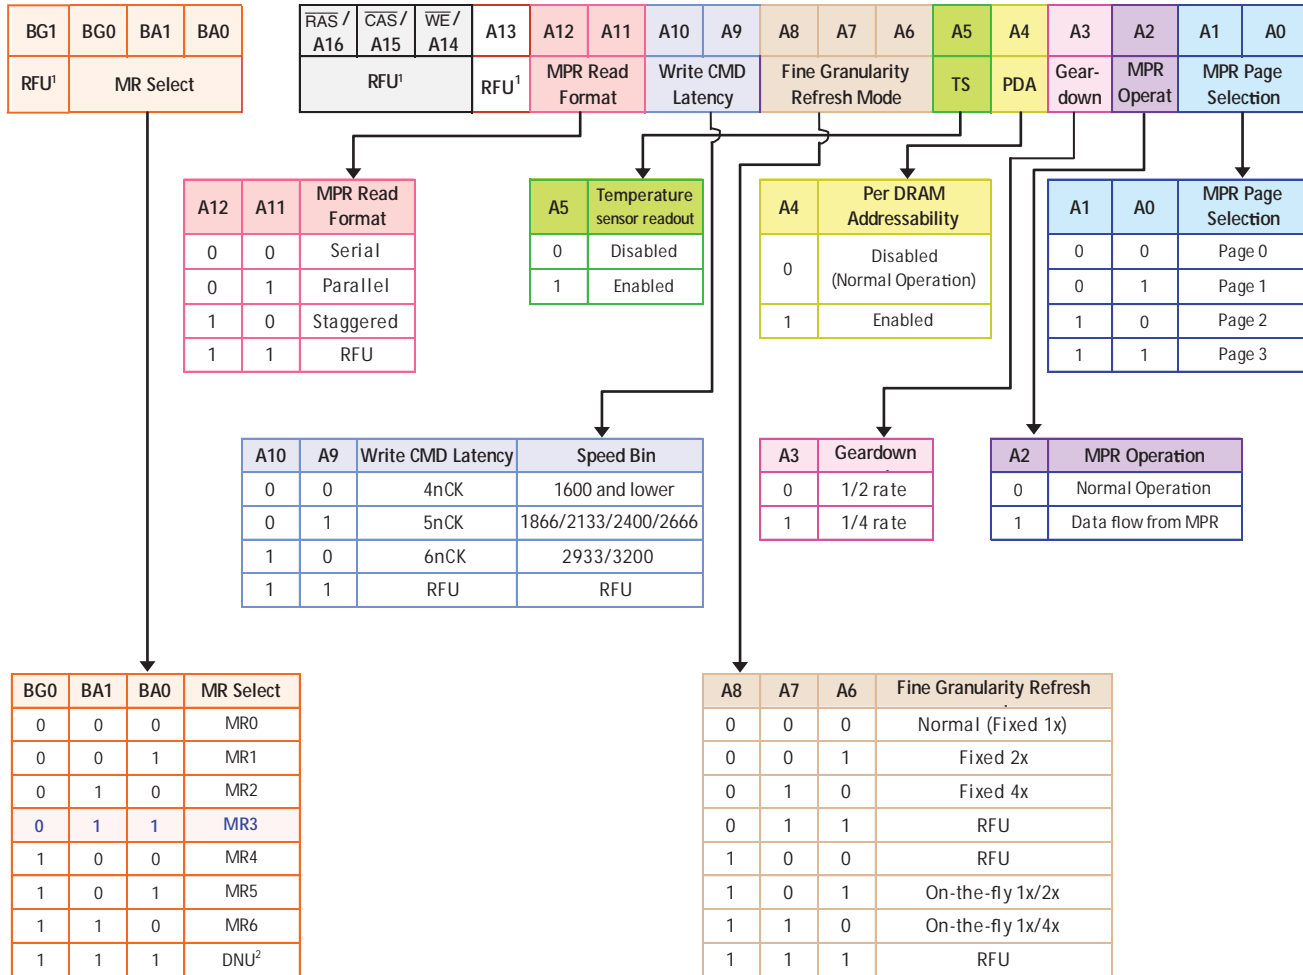 BG1 BG0 BA1 BA0 RAS / A16 CAS / A15 WE / A14 A13 A12 A11 A10 A9 A8 A7 A6 A5 A4 A3 A2 A1 A0
RFU1 MR Select RFU1 RFU1 MPR Read Format Write CMD Latency Fine Granularity Refresh Mode TS PDA Gear-down MPR Operat MPR Page Selection
A12 A11 MPR Read Format
0 0 Serial
0 1 Parallel
1 0 Staggered
1 1 RFU
A5 Temperature sensor readout
0 Disabled
1 Enabled
A4 Per DRAM Addressability
0 Disabled (Normal Operation)
1 Enabled
A1 A0 MPR Page Selection
0 0 Page 0
0 1 Page 1
1 0 Page 2
1 1 Page 3
A10 A9 Write CMD Latency Speed Bin
0 0 4nCK 1600 and lower
0 1 5nCK 1866/2133/2400/2666
1 0 6nCK 2933/3200
1 1 RFU RFU
A3 Geardown
0 1/2 rate
1 1/4 rate
A2 MPR Operation
0 Normal Operation
1 Data flow from MPR
BG0 BA1 BA0 MR Select
0 0 0 MR0
0 0 1 MR1
0 1 0 MR2
0 1 1 MR3
1 0 0 MR4
1 0 1 MR5
1 1 0 MR6
1 1 1 DNU2
A8 A7 A6 Fine Granularity Refresh
0 0 0 Normal (Fixed 1x)
0 0 1 Fixed 2x
0 1 0 Fixed 4x
0 1 1 RFU
1 0 0 RFU
1 0 1 On-the-fly 1x/2x
1 1 0 On-the-fly 1x/4x
1 1 1 RFU